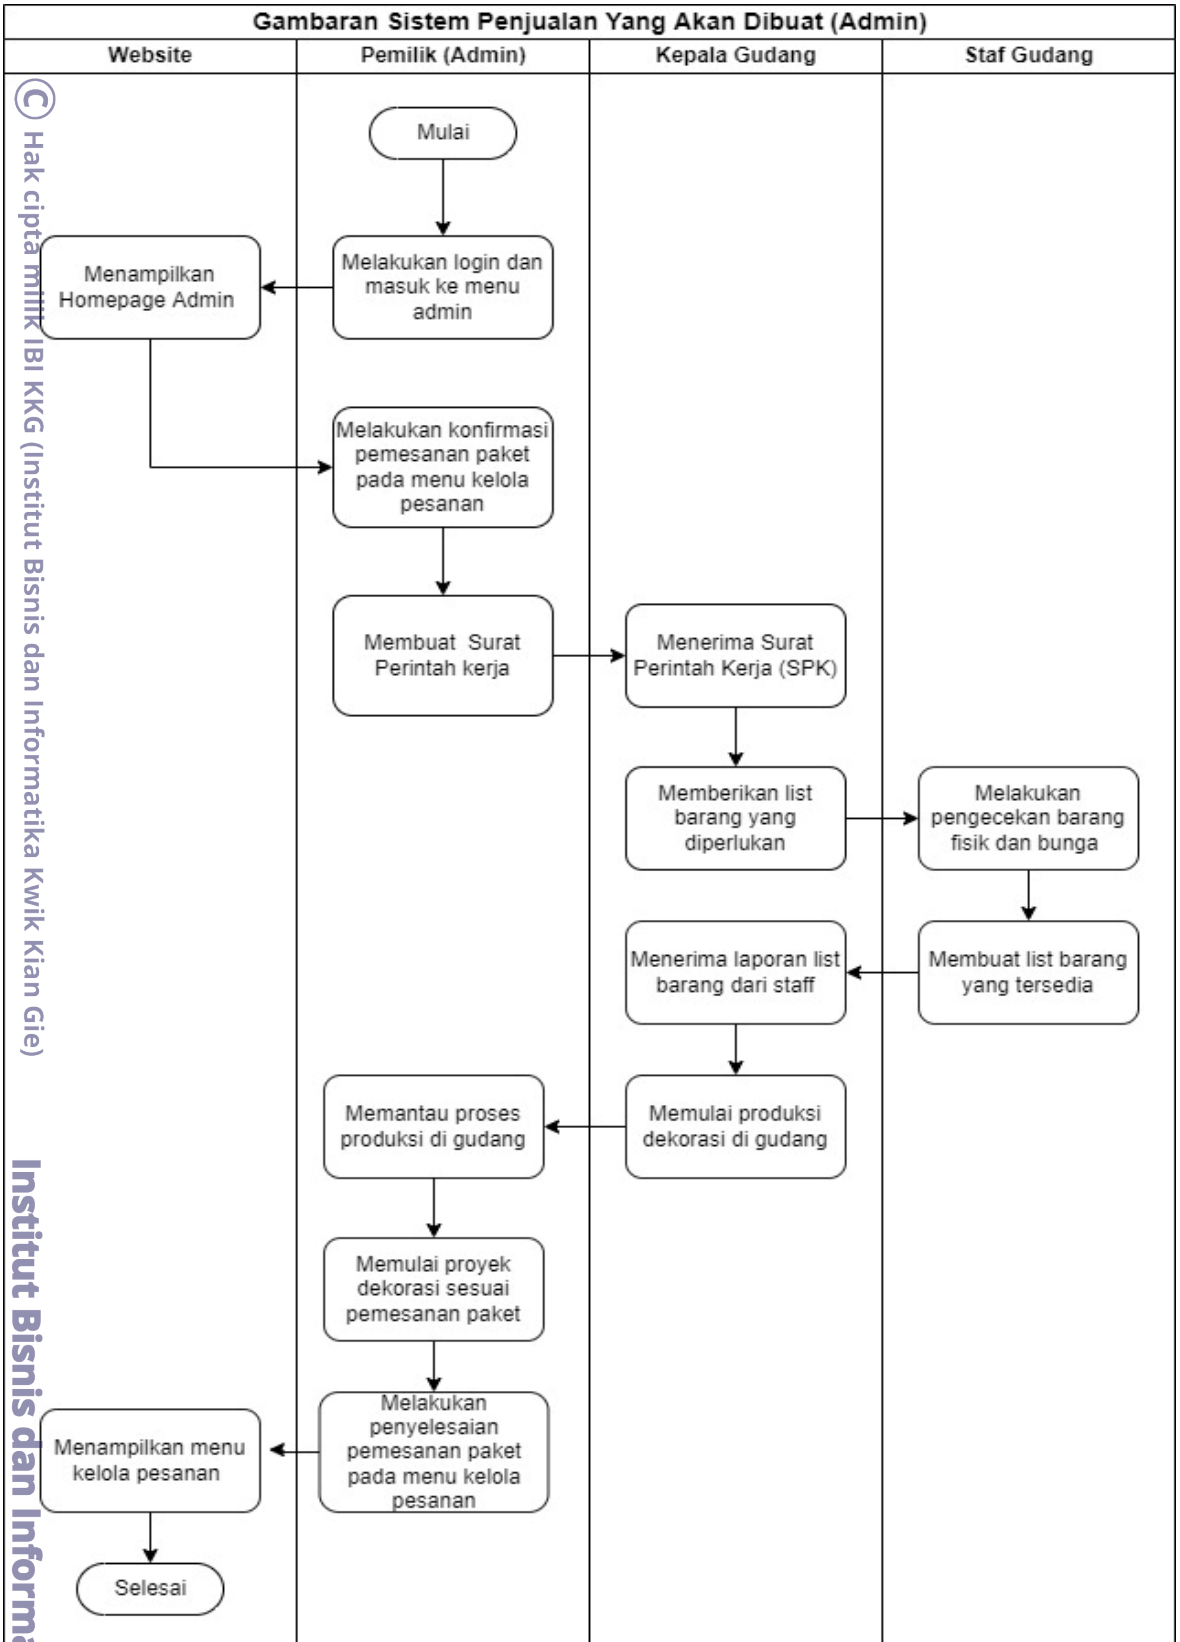 Gambaran Sistem Penjualan Yang Akan Dibuat (Admin)
Website
Pemilik (Admin)
Kepala Gudang
Staf Gudang
Mulai
Melakukan login dan
masuk ke menu
admin
Menampilkan
Homepage Admin
Melakukan konfirmasi
pemesanan paket
pada menu kelola
pesanan
Membuat Surat
Perintah kerja
Menerima Surat
Perintah Kerja (SPK)
Memberikan list
barang yang
diperlukan
Melakukan
pengecekan barang
fisik dan bunga
Membuat list barang
yang tersedia
Menerima laporan list
barang dari staff
Memulai produksi
dekorasi di gudang
Memantau proses
produksi di gudang
Memulai proyek
dekorasi sesuai
pemesanan paket
Melakukan
penyelesaian
pemesanan paket
pada menu kelola
pesanan
Menampilkan menu
kelola pesanan
Selesai
© Hak cipta milik IBI KKG (Institut Bisnis dan Informatika Kwik Kian Gie)
Institut Bisnis dan Informa